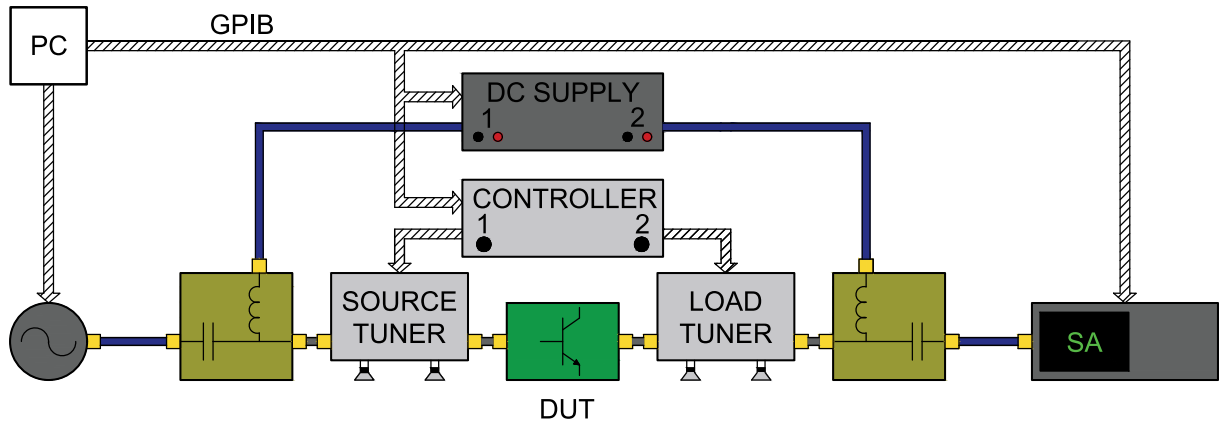 GPIB
PC
DC SUPPLY
1 2
CONTROLLER
1 2
SOURCE
TUNER
LOAD
TUNER
SA
DUT